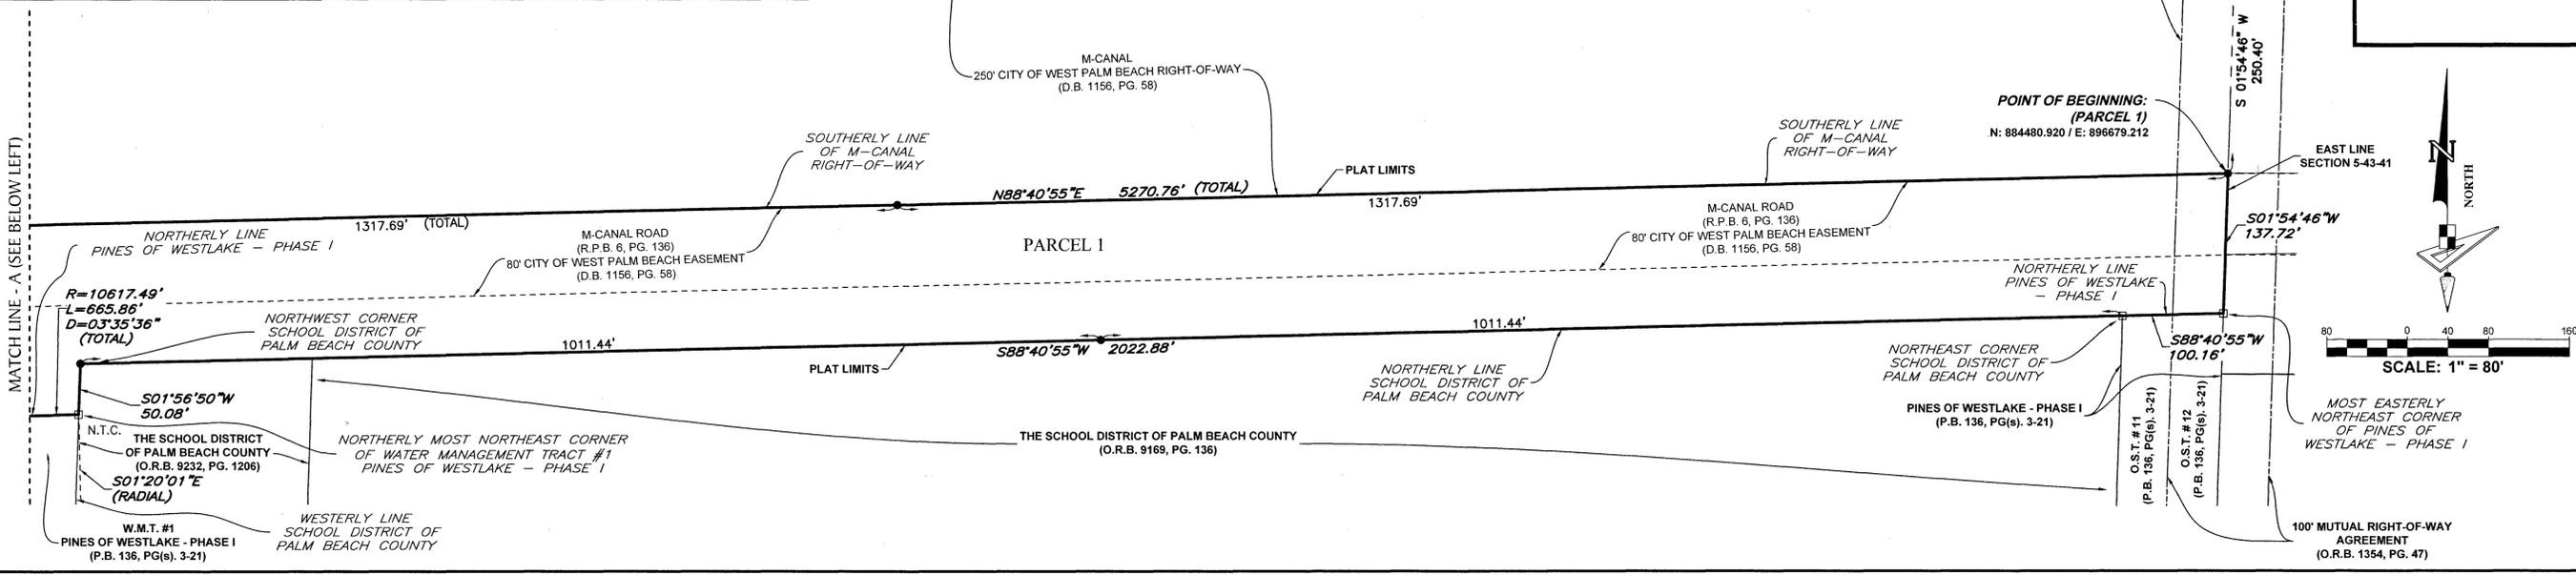 MATCH LINE - A (SEE BELOW LEFT)
M-CANAL
250' CITY OF WEST PALM BEACH RIGHT-OF-WAY
(D.B. 1156, PG. 58)
S 01°54'46" W
250.40'
POINT OF BEGINNING:
(PARCEL 1)
N: 884480.920 / E: 896679.212
SOUTHERLY LINE
OF M-CANAL
RIGHT-OF-WAY
SOUTHERLY LINE
OF M-CANAL
RIGHT-OF-WAY
PLAT LIMITS
EAST LINE
SECTION 5-43-41
N
NORTH
N88°40'55"E 5270.76' (TOTAL)
1317.69' (TOTAL)
1317.69'
NORTHERLY LINE
PINES OF WESTLAKE - PHASE I
M-CANAL ROAD
(R.P.B. 6, PG. 136)
80' CITY OF WEST PALM BEACH EASEMENT
(D.B. 1156, PG. 58)
PARCEL 1
M-CANAL ROAD
(R.P.B. 6, PG. 136)
80' CITY OF WEST PALM BEACH EASEMENT
(D.B. 1156, PG. 58)
S01°54'46"W
137.72'
NORTHERLY LINE
PINES OF WESTLAKE
- PHASE I
R=10617.49'
L=665.86'
D=03°35'36"
(TOTAL)
NORTHWEST CORNER
SCHOOL DISTRICT OF
PALM BEACH COUNTY
1011.44'
S88°40'55"W 2022.88'
1011.44'
PLAT LIMITS
NORTHERLY LINE
SCHOOL DISTRICT OF
PALM BEACH COUNTY
NORTHEAST CORNER
SCHOOL DISTRICT OF
PALM BEACH COUNTY
S88°40'55"W
100.16'
80 0 40 80 160
SCALE: 1" = 80'
S01°56'50"W
50.08'
N.T.C.
THE SCHOOL DISTRICT
OF PALM BEACH COUNTY
(O.R.B. 9232, PG. 1206)
S01°20'01"E
(RADIAL)
NORTHERLY MOST NORTHEAST CORNER
OF WATER MANAGEMENT TRACT #1
PINES OF WESTLAKE - PHASE I
THE SCHOOL DISTRICT OF PALM BEACH COUNTY
(O.R.B. 9169, PG. 136)
PINES OF WESTLAKE - PHASE I
(P.B. 136, PG(s). 3-21)
O.S.T. #11
(P.B. 136, PG(s). 3-21)
O.S.T. #12
(P.B. 136, PG(s). 3-21)
MOST EASTERLY
NORTHEAST CORNER
OF PINES OF
WESTLAKE - PHASE I
W.M.T. #1
PINES OF WESTLAKE - PHASE I
(P.B. 136, PG(s). 3-21)
WESTERLY LINE
SCHOOL DISTRICT OF
PALM BEACH COUNTY
100' MUTUAL RIGHT-OF-WAY
AGREEMENT
(O.R.B. 1354, PG. 47)